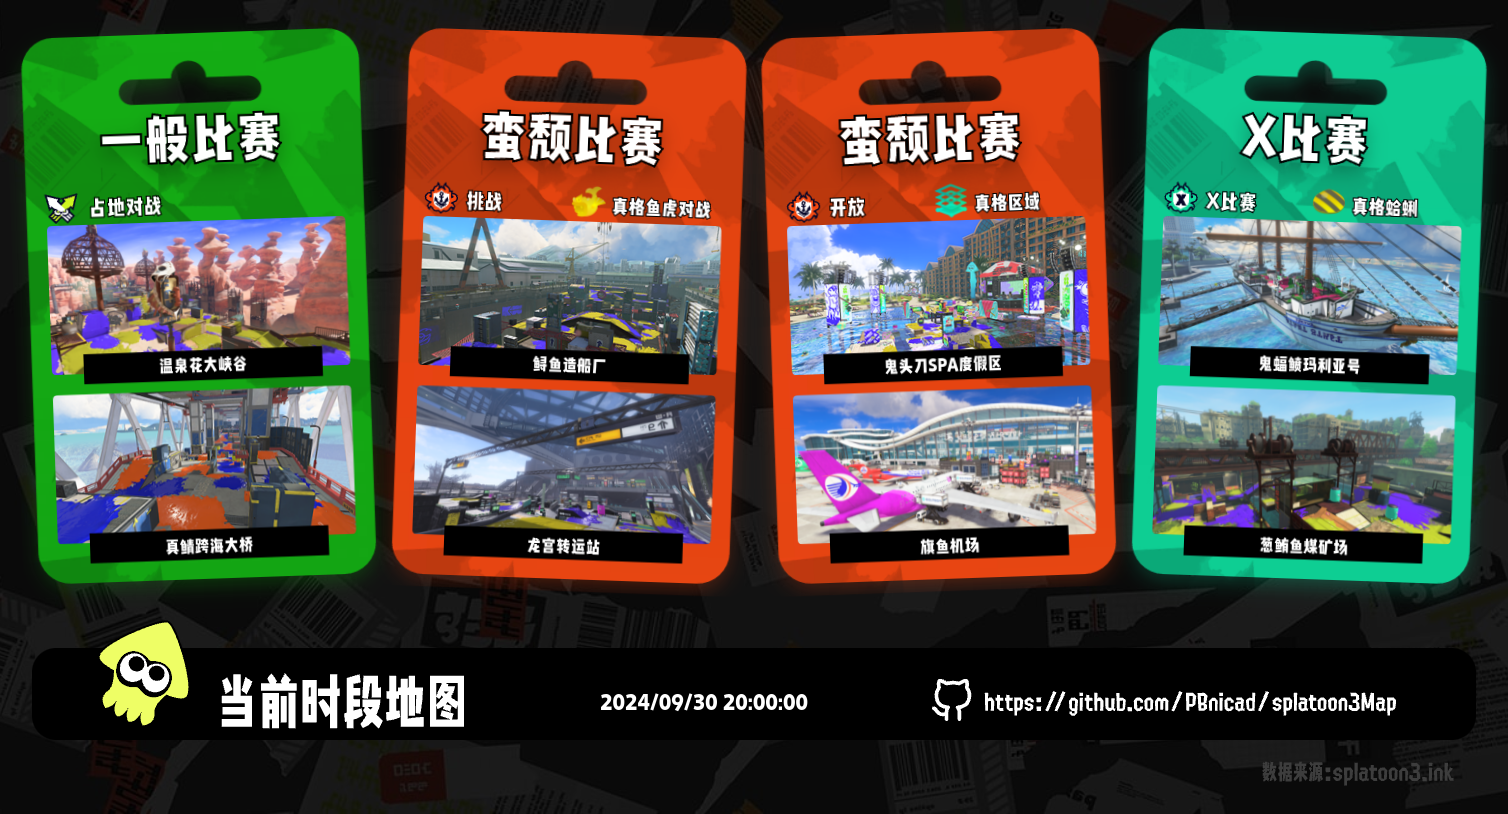 一般比赛
占地对战
温泉花大峡谷
真鲭跨海大桥
蛮颓比赛
挑战
真格鱼虎对战
鲟鱼造船厂
龙宫转运站
蛮颓比赛
开放
真格区域
鬼头刀SPA度假区
旗鱼机场
X比赛
X比赛
真格蛤蜊
鬼蝠鲼玛利亚号
葱鲔鱼煤矿场
当前时段地图
2024/09/30 20:00:00
https://github.com/PBnicad/splatoon3Map
数据来源:splatoon3.ink